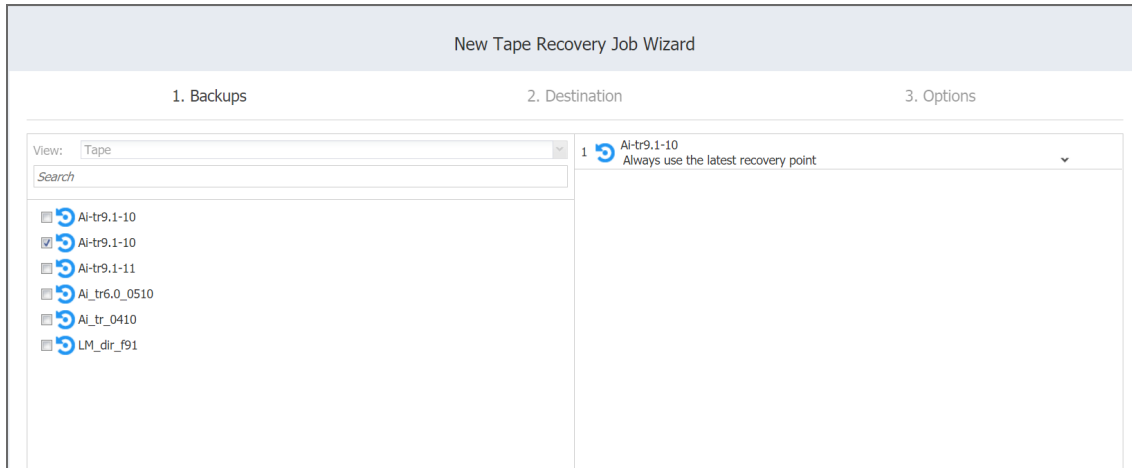 New Tape Recovery Job Wizard
1. Backups
2. Destination
3. Options
View: Tape
Search
Ai-tr9.1-10
Ai-tr9.1-10
Ai-tr9.1-11
Ai_tr6.0_0510
Ai_tr_0410
LM_dir_f91
1 Ai-tr9.1-10
Always use the latest recovery point